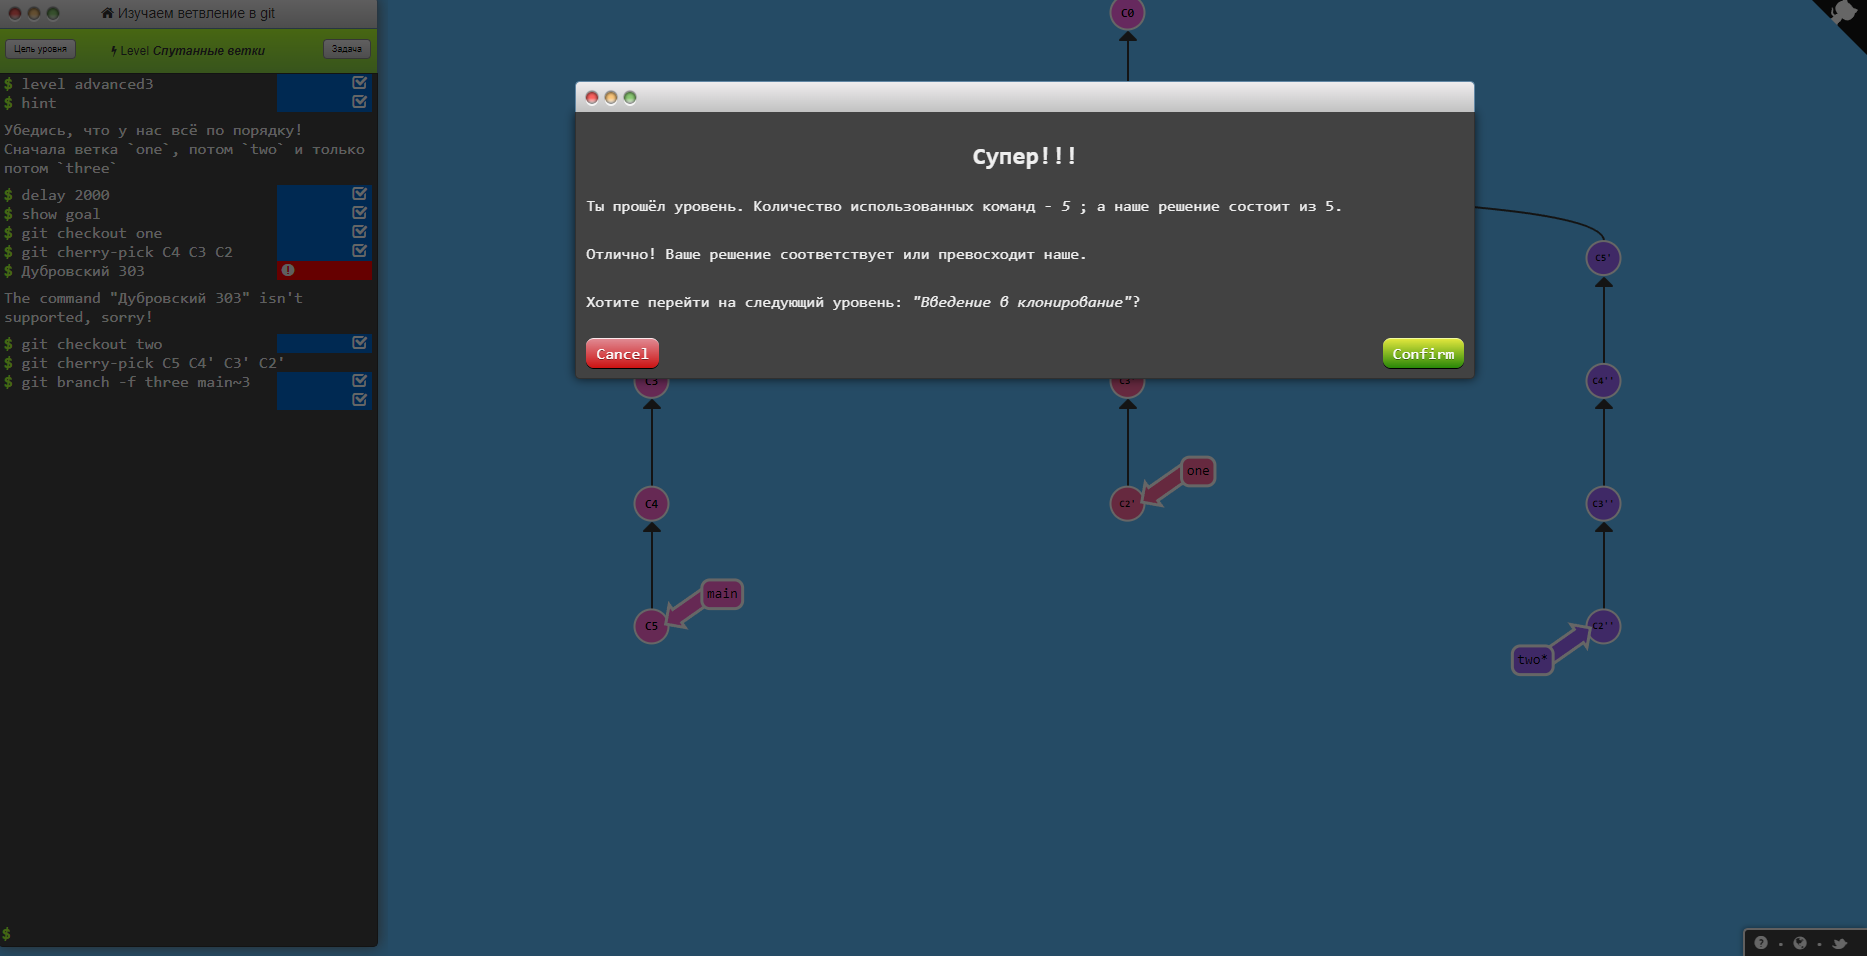 Изучаем ветвление в git
Цель уровня
Level Спутанные ветки
Задача
$ level advanced3
$ hint
Убедись, что у нас всё по порядку!
Сначала ветка `one`, потом `two` и только
потом `three`
$ delay 2000
$ show goal
$ git checkout one
$ git cherry-pick C4 C3 C2
$ Дубровский 303
The command "Дубровский 303" isn't
supported, sorry!
$ git checkout two
$ git cherry-pick C5 C4' C3' C2'
$ git branch -f three main~3
$
C0
Супер!!!
Ты прошёл уровень. Количество использованных команд - 5 ; а наше решение состоит из 5.
Отлично! Ваше решение соответствует или превосходит наше.
Хотите перейти на следующий уровень: "Введение в клонирование"?
Cancel
Confirm
C5'
C3
C3'
C4''
one
C4
C2'
C3''
main
C5
C2''
two*